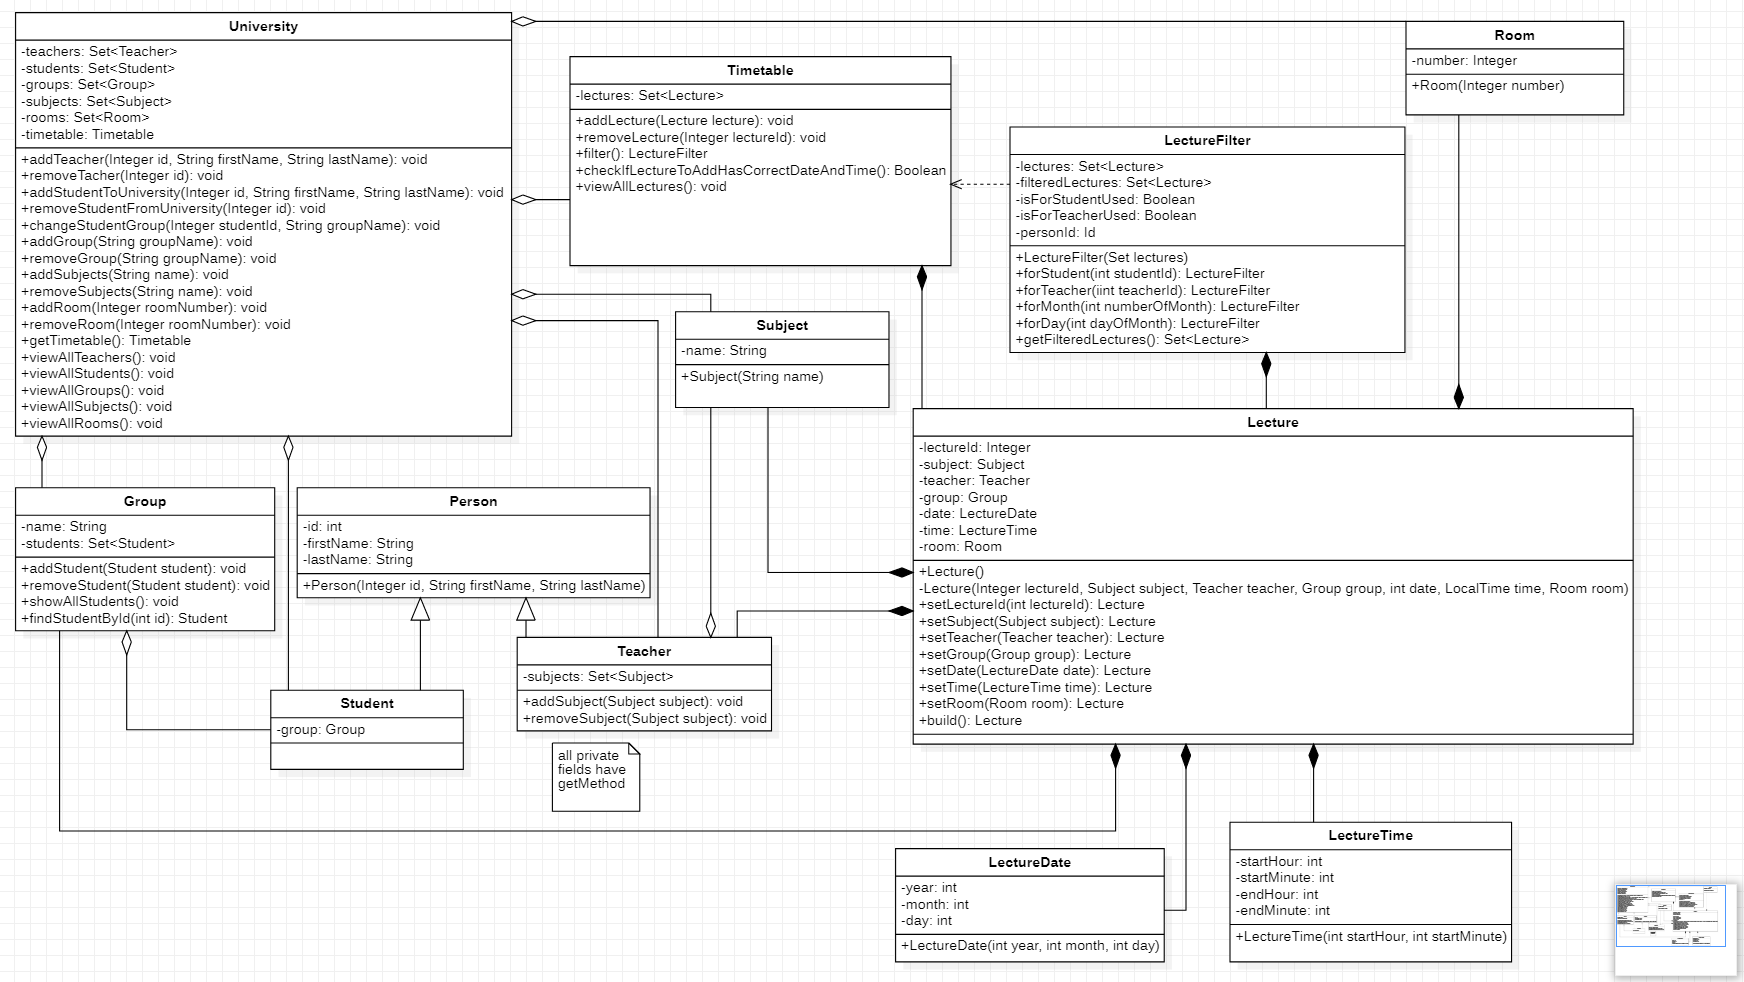 University
-teachers: Set<Teacher>
-students: Set<Student>
-groups: Set<Group>
-subjects: Set<Subject>
-rooms: Set<Room>
-timetable: Timetable
+addTeacher(Integer id, String firstName, String lastName): void
+removeTacher(Integer id): void
+addStudentToUniversity(Integer id, String firstName, String lastName): void
+removeStudentFromUniversity(Integer id): void
+changeStudentGroup(Integer studentId, String groupName): void
+addGroup(String groupName): void
+removeGroup(String groupName): void
+addSubjects(String name): void
+removeSubjects(String name): void
+addRoom(Integer roomNumber): void
+removeRoom(Integer roomNumber): void
+getTimetable(): Timetable
+viewAllTeachers(): void
+viewAllStudents(): void
+viewAllGroups(): void
+viewAllSubjects(): void
+viewAllRooms(): void
Timetable
-lectures: Set<Lecture>
+addLecture(Lecture lecture): void
+removeLecture(Integer lectureId): void
+filter(): LectureFilter
+checkIfLectureToAddHasCorrectDateAndTime(): Boolean
+viewAllLectures(): void
Room
-number: Integer
+Room(Integer number)
LectureFilter
-lectures: Set<Lecture>
-filteredLectures: Set<Lecture>
-isForStudentUsed: Boolean
-isForTeacherUsed: Boolean
-personId: Id
+LectureFilter(Set lectures)
+forStudent(int studentId): LectureFilter
+forTeacher(iint teacherId): LectureFilter
+forMonth(int numberOfMonth): LectureFilter
+forDay(int dayOfMonth): LectureFilter
+getFilteredLectures(): Set<Lecture>
Subject
-name: String
+Subject(String name)
Lecture
-lectureId: Integer
-subject: Subject
-teacher: Teacher
-group: Group
-date: LectureDate
-time: LectureTime
-room: Room
+Lecture()
-Lecture(Integer lectureId, Subject subject, Teacher teacher, Group group, int date, LocalTime time, Room room)
+setLectureId(int lectureId): Lecture
+setSubject(Subject subject): Lecture
+setTeacher(Teacher teacher): Lecture
+setGroup(Group group): Lecture
+setDate(LectureDate date): Lecture
+setTime(LectureTime time): Lecture
+setRoom(Room room): Lecture
+build(): Lecture
Group
-name: String
-students: Set<Student>
+addStudent(Student student): void
+removeStudent(Student student): void
+showAllStudents(): void
+findStudentById(int id): Student
Person
-id: int
-firstName: String
-lastName: String
+Person(Integer id, String firstName, String lastName)
Teacher
-subjects: Set<Subject>
+addSubject(Subject subject): void
+removeSubject(Subject subject): void
Student
-group: Group
all private
fields have
getMethod
LectureDate
-year: int
-month: int
-day: int
+LectureDate(int year, int month, int day)
LectureTime
-startHour: int
-startMinute: int
-endHour: int
-endMinute: int
+LectureTime(int startHour, int startMinute)